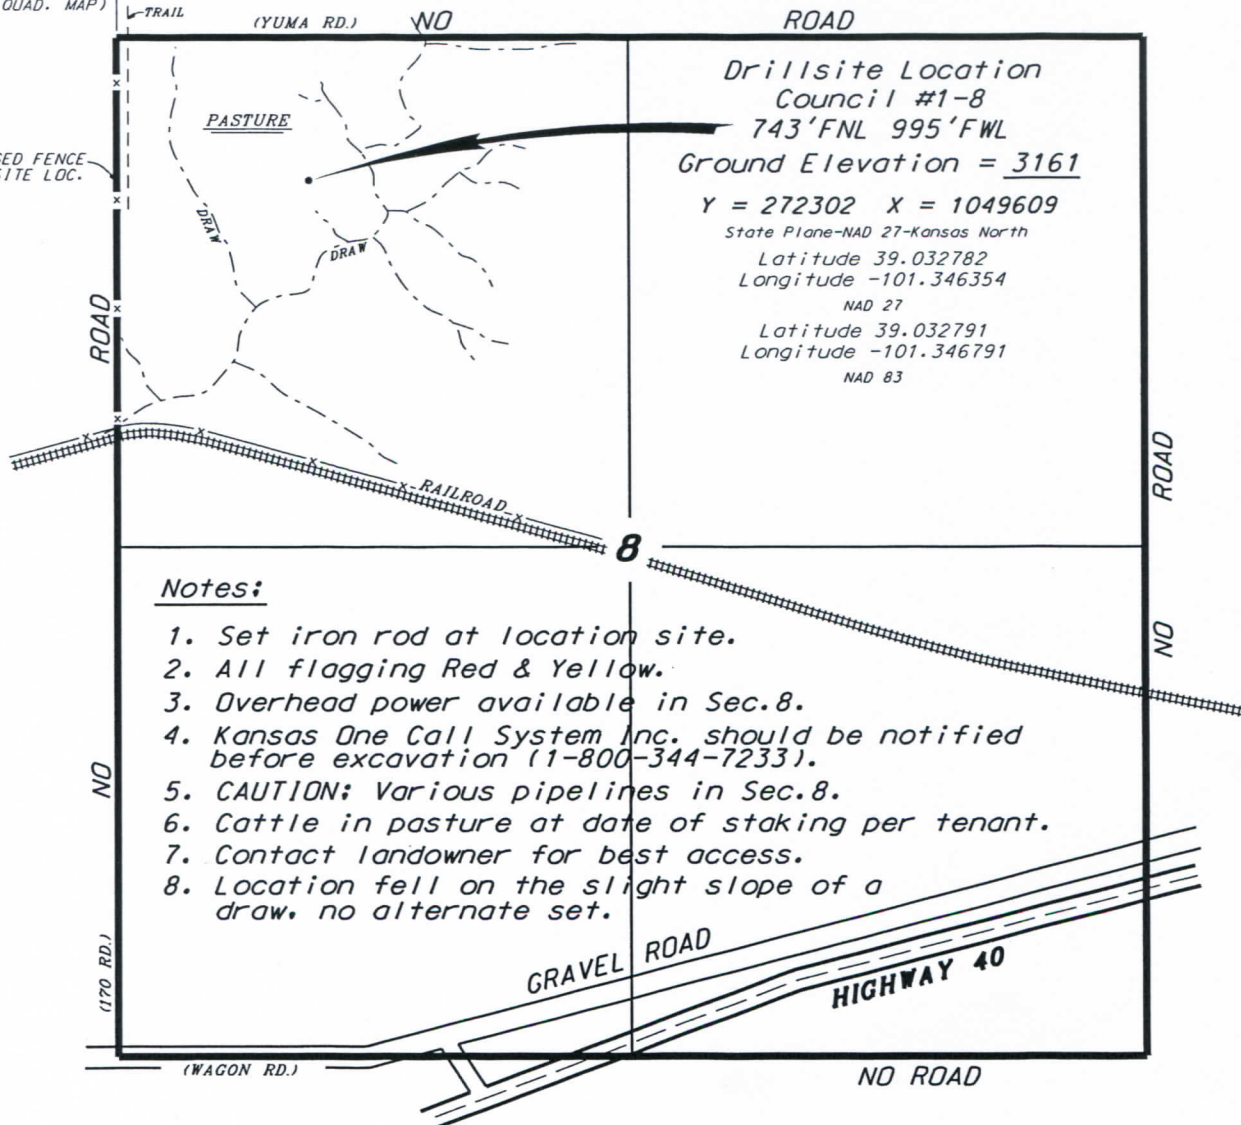 QUAD. MAP)
TRAIL
(YUMA RD.)
NO
ROAD
Drillsite Location
Council #1-8
743'FNL 995'FWL
Ground Elevation = 3161
Y = 272302 X = 1049609
State Plane-NAD 27-Kansas North
Latitude 39.032782
Longitude -101.346354
NAD 27
Latitude 39.032791
Longitude -101.346791
NAD 83
PASTURE
FENCE
SITE LOC.
DRAW
DRAW
ROAD
ROAD
RAILROAD
8
NO
Notes:
1. Set iron rod at location site.
2. All flagging Red & Yellow.
3. Overhead power available in Sec.8.
4. Kansas One Call System Inc. should be notified
before excavation (1-800-344-7233).
5. CAUTION: Various pipelines in Sec.8.
6. Cattle in pasture at date of staking per tenant.
7. Contact landowner for best access.
8. Location fell on the slight slope of a
draw. no alternate set.
NO
(170 RD.)
GRAVEL ROAD
HIGHWAY 40
(WAGON RD.)
NO ROAD